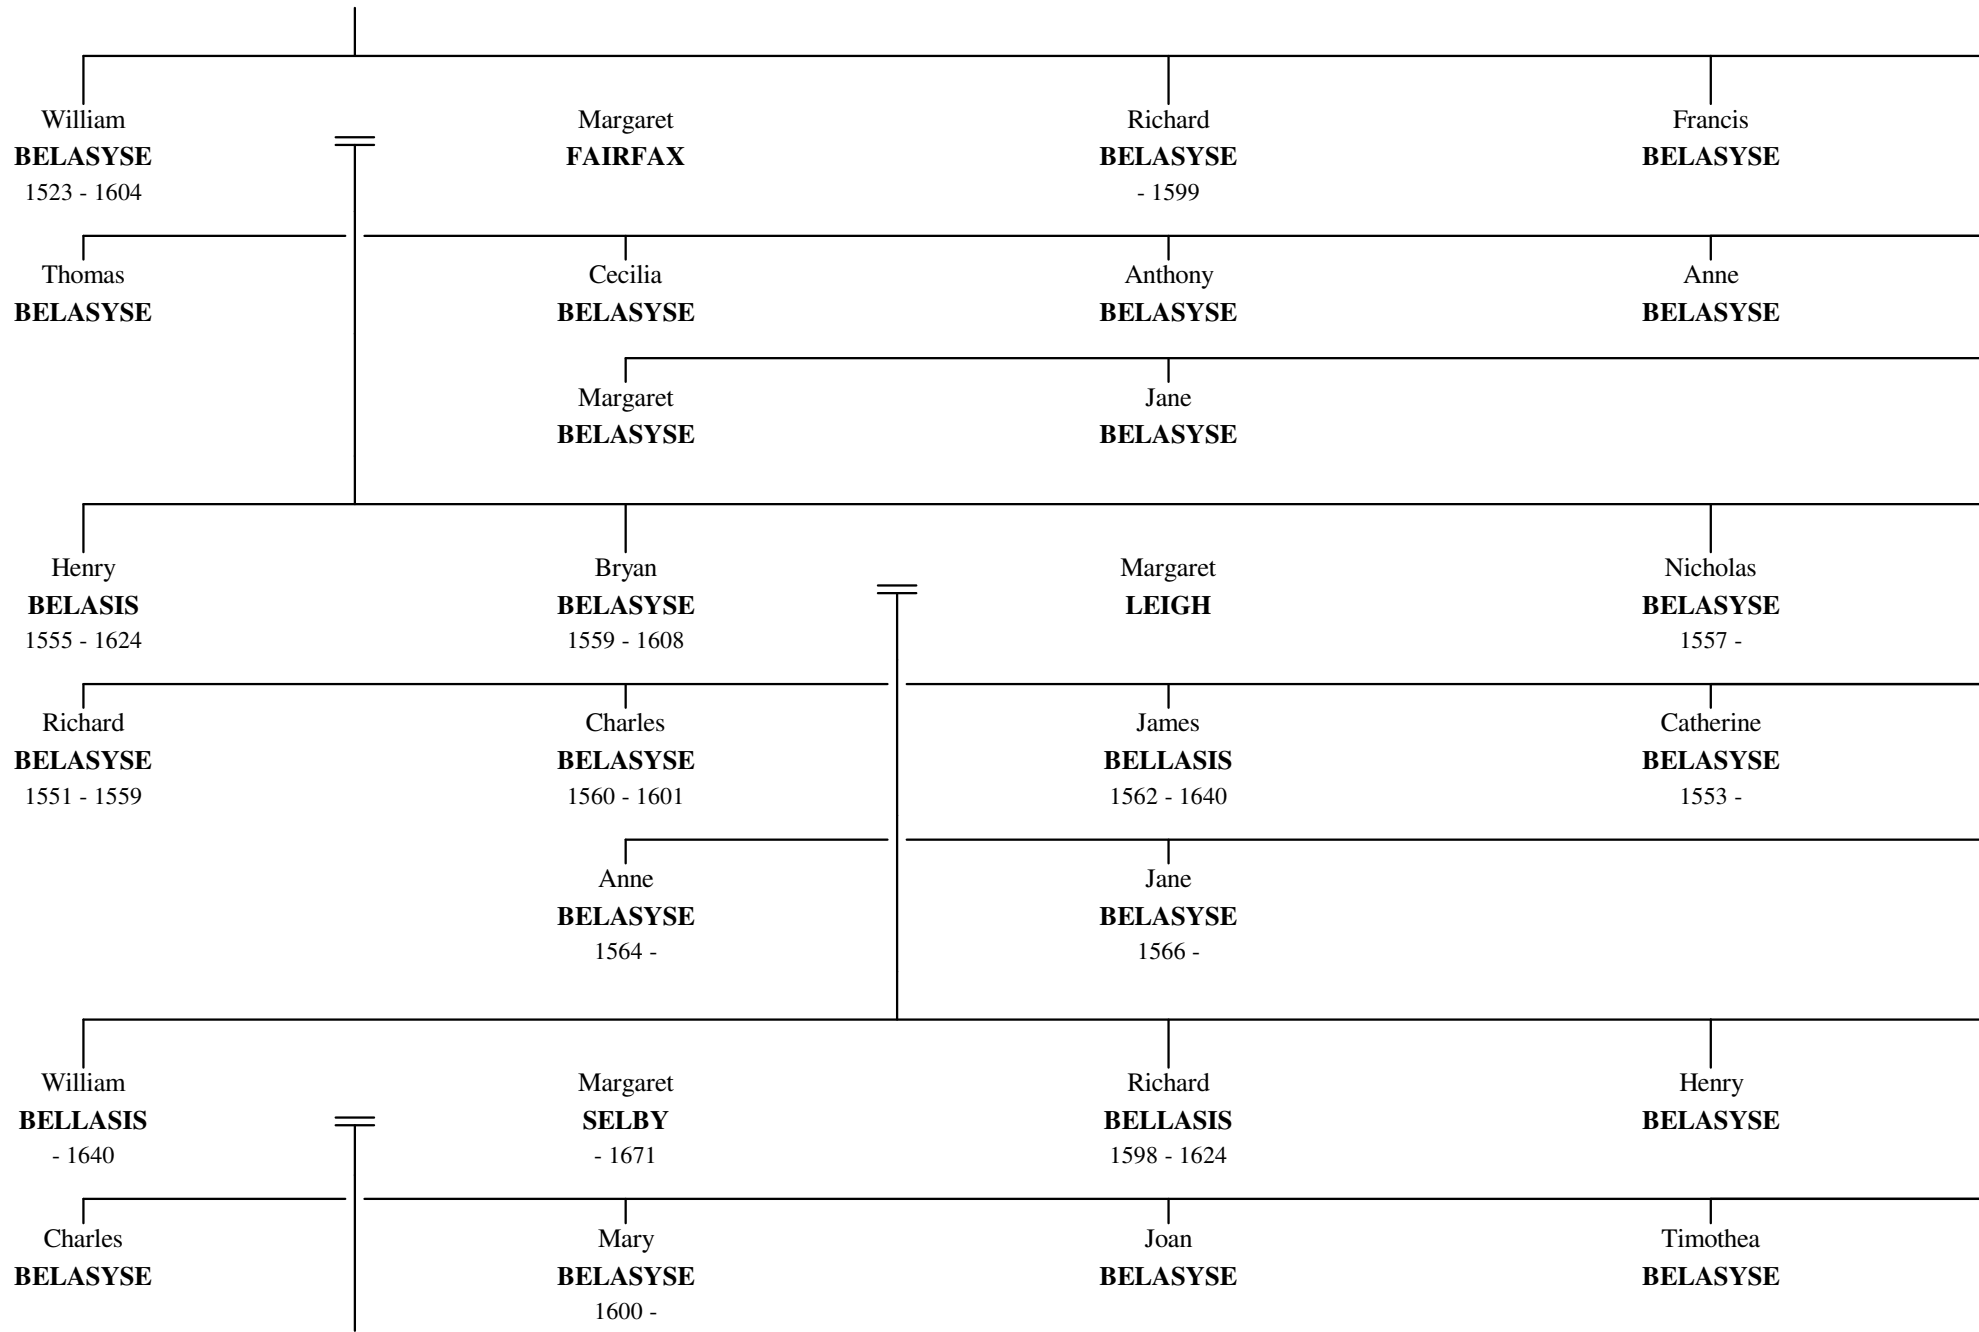 William
BELASYSE
1523 - 1604
Margaret
FAIRFAX
Richard
BELASYSE
- 1599
Francis
BELASYSE
Thomas
BELASYSE
Cecilia
BELASYSE
Anthony
BELASYSE
Anne
BELASYSE
Margaret
BELASYSE
Jane
BELASYSE
Henry
BELASIS
1555 - 1624
Bryan
BELASYSE
1559 - 1608
Margaret
LEIGH
Nicholas
BELASYSE
1557 -
Richard
BELASYSE
1551 - 1559
Charles
BELASYSE
1560 - 1601
James
BELLASIS
1562 - 1640
Catherine
BELASYSE
1553 -
Anne
BELASYSE
1564 -
Jane
BELASYSE
1566 -
William
BELLASIS
- 1640
Margaret
SELBY
- 1671
Richard
BELLASIS
1598 - 1624
Henry
BELASYSE
Charles
BELASYSE
Mary
BELASYSE
1600 -
Joan
BELASYSE
Timothea
BELASYSE